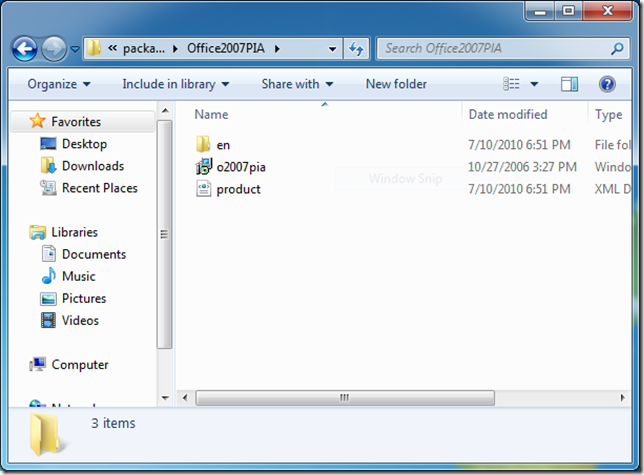 « packa... ▸ Office2007PIA ▸
Search Office2007PIA
Organize Include in library Share with New folder
Favorites
Desktop
Downloads
Recent Places
Libraries
Documents
Music
Pictures
Videos
Computer
Name Date modified Type
en 7/10/2010 6:51 PM File fol
o2007pia 10/27/2006 3:27 PM Windo
product 7/10/2010 6:51 PM XML D
Window Snip
3 items